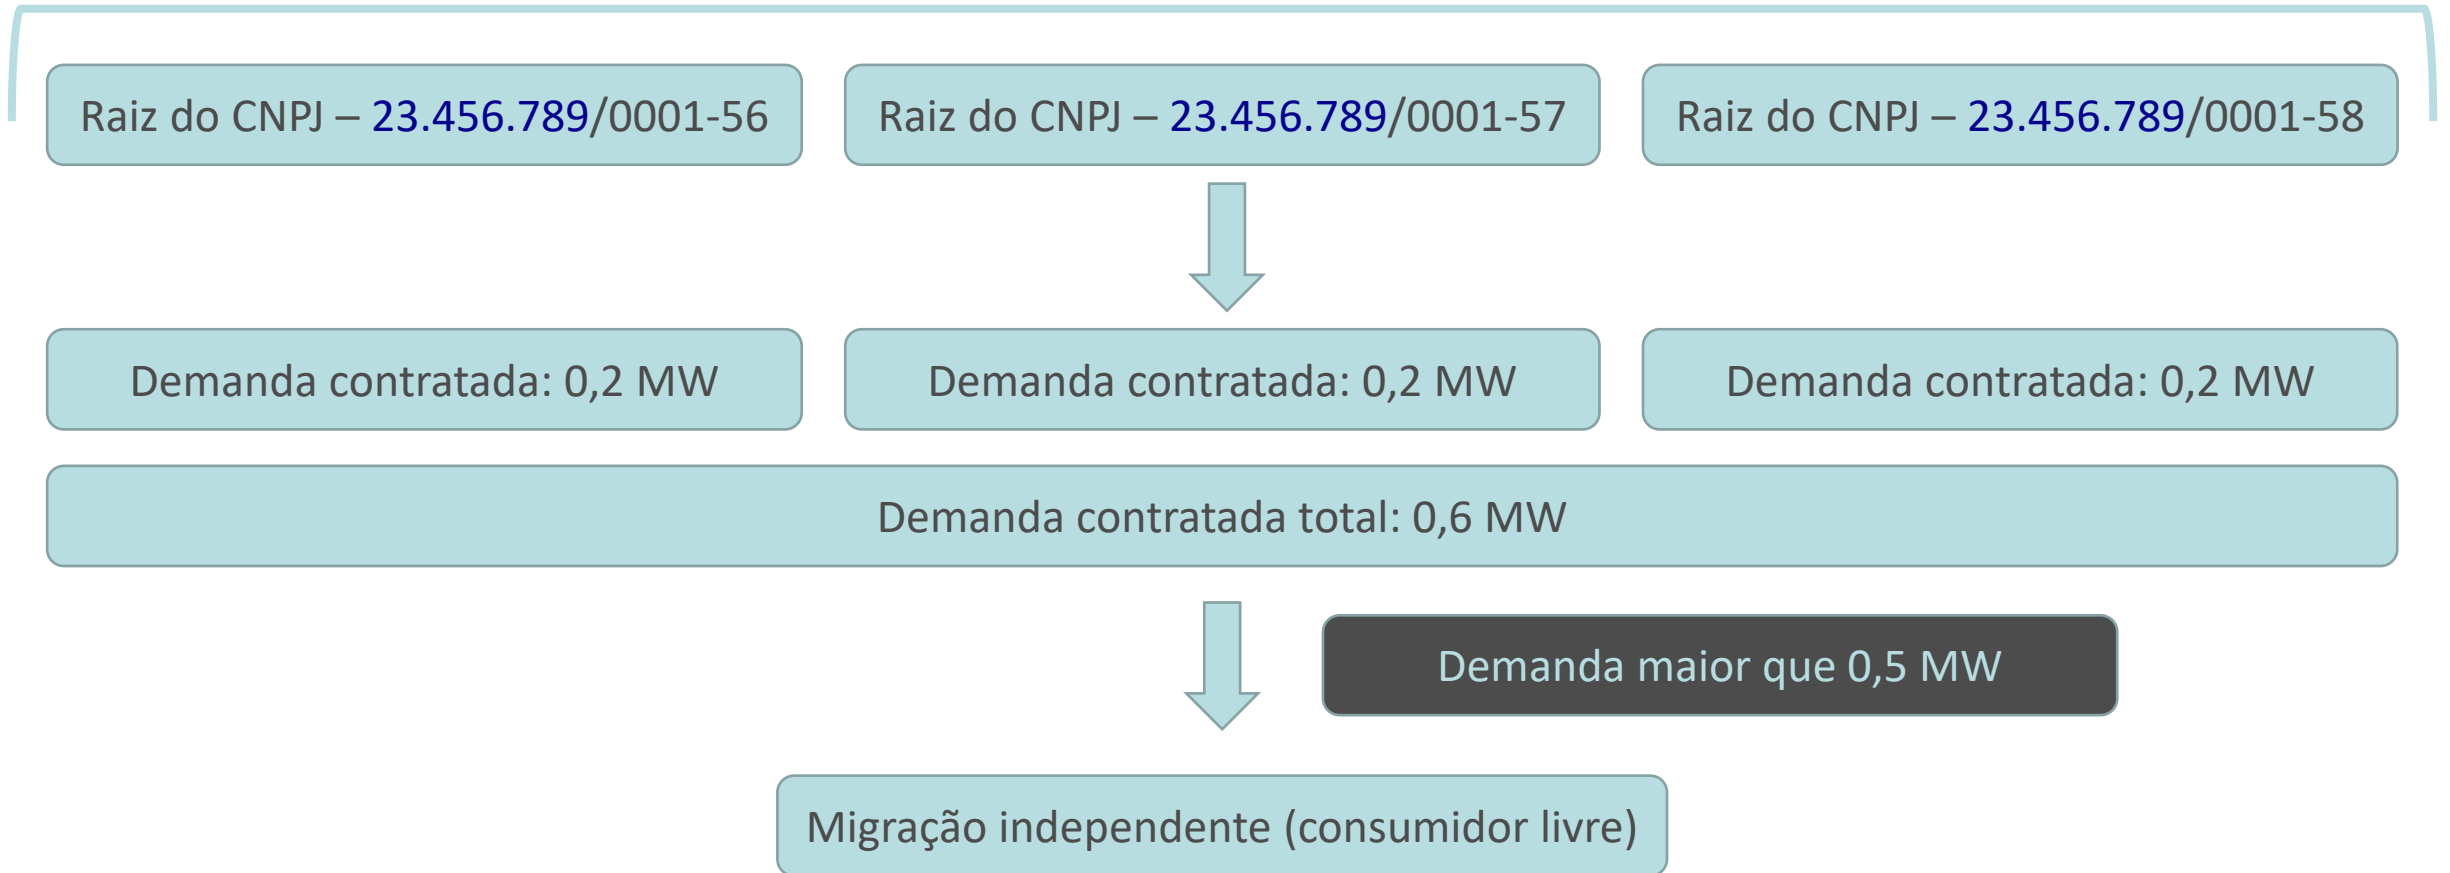 Raiz do CNPJ – 23.456.789/0001-56
Raiz do CNPJ – 23.456.789/0001-57
Raiz do CNPJ – 23.456.789/0001-58
Demanda contratada: 0,2 MW
Demanda contratada: 0,2 MW
Demanda contratada: 0,2 MW
Demanda contratada total: 0,6 MW
Demanda maior que 0,5 MW
Migração independente (consumidor livre)